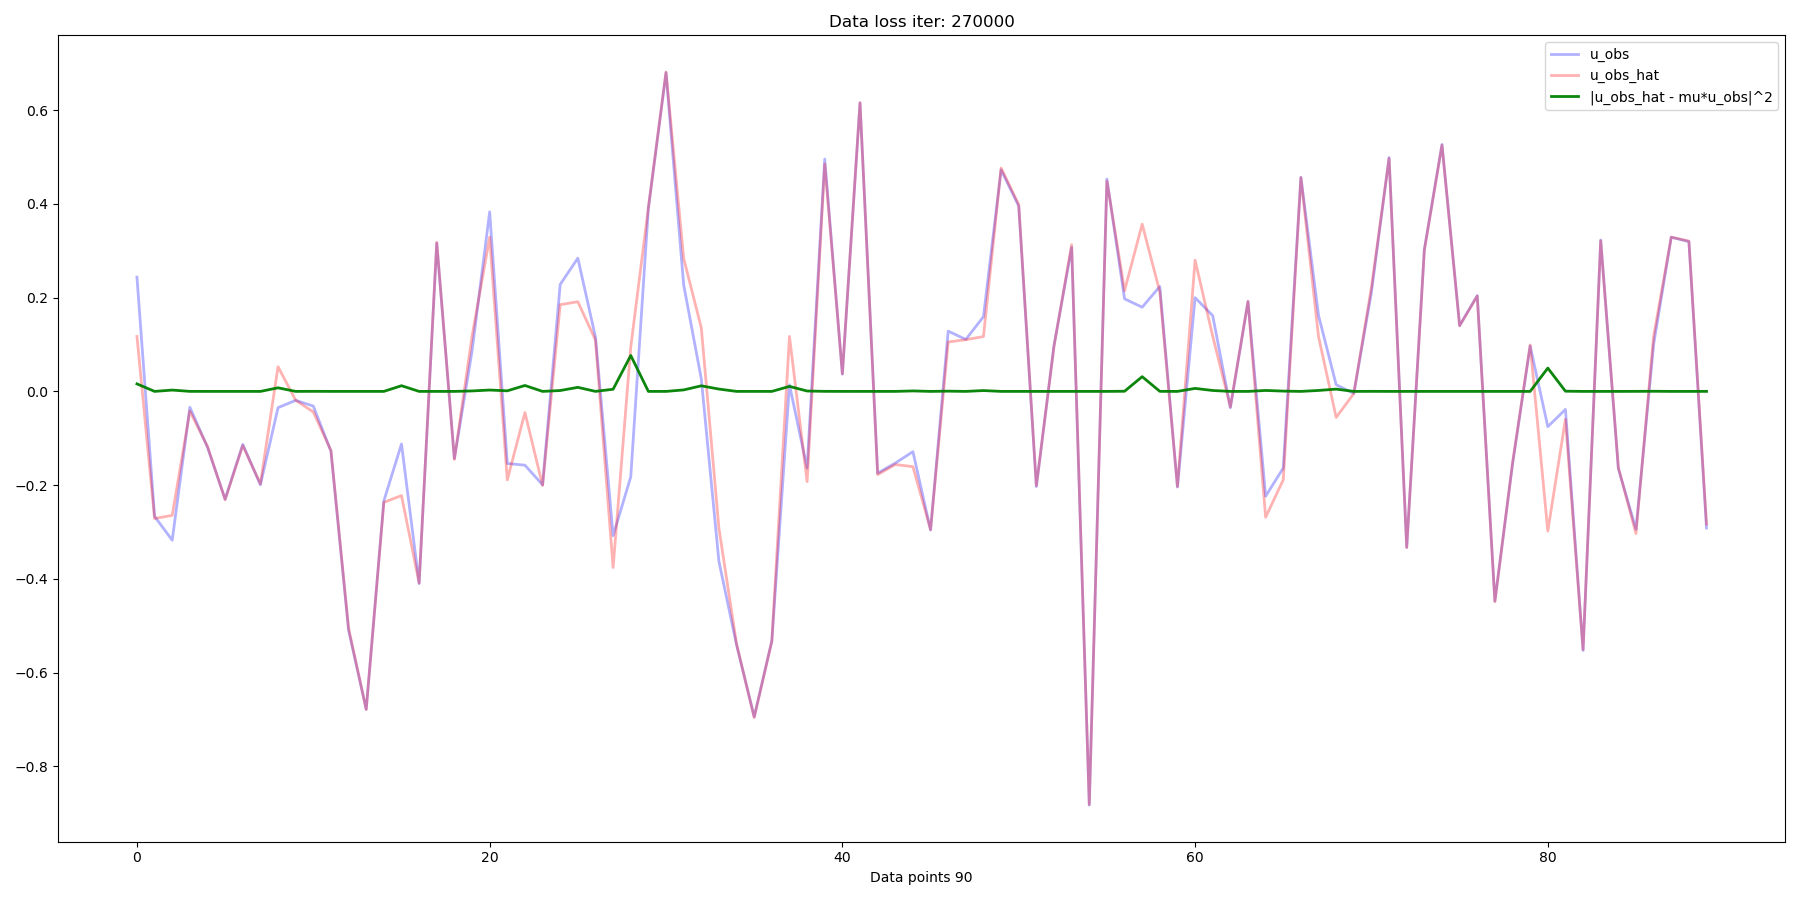 Data loss iter: 270000
u_obs
u_obs_hat
|u_obs_hat - mu*u_obs|^2
0.6
0.4
0.2
0.0
−0.2
−0.4
−0.6
−0.8
0 20 40 60 80
Data points 90